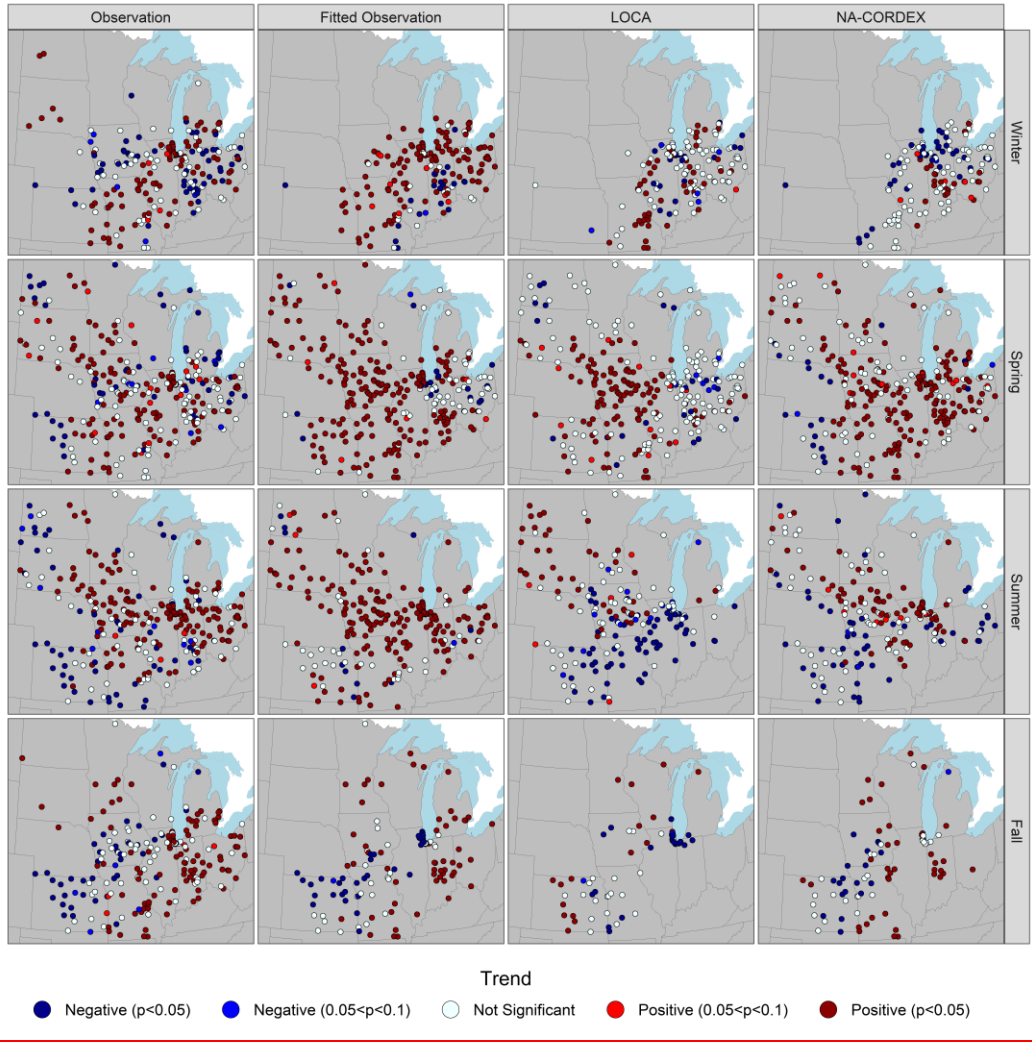 Observation
Fitted Observation
LOCA
NA-CORDEX
Winter
Spring
Summer
Fall
Trend
Negative (p<0.05)
Negative (0.05<p<0.1)
Not Significant
Positive (0.05<p<0.1)
Positive (p<0.05)